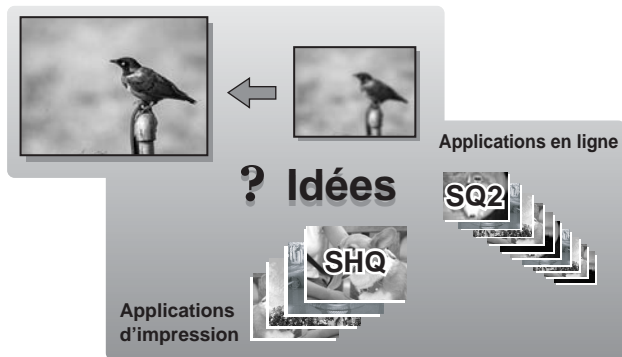 Applications en ligne
? Idées
SQ2
SHQ
Applications
d'impression